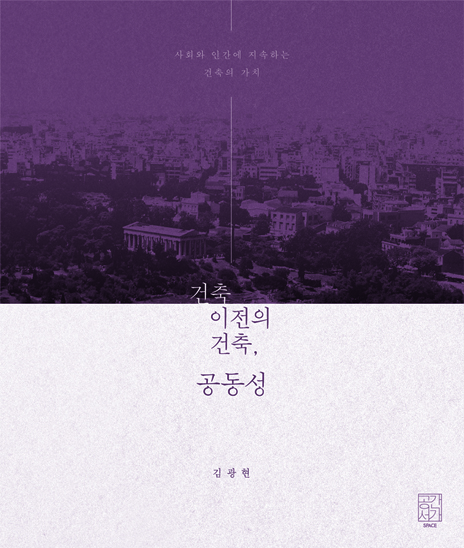 사회와 인간에 지속하는
건축의 가치
건축
이전의
건축,
공동성
김광현
공간
서가
SPACE